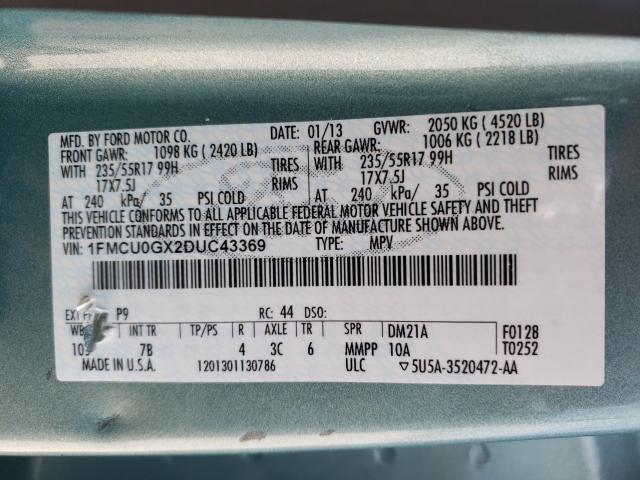 MFD. BY FORD MOTOR CO. DATE: 01/13 GVWR: 2050 KG ( 4520 LB)
FRONT GAWR: 1098 KG ( 2420 LB) REAR GAWR: 1006 KG ( 2218 LB)
WITH 235/55R17 99H TIRES WITH 235/55R17 99H TIRES
17X7.5J RIMS 17X7.5J RIMS
AT 240 kPa/ 35 PSI COLD AT 240 kPa/ 35 PSI COLD
THIS VEHICLE CONFORMS TO ALL APPLICABLE FEDERAL MOTOR VEHICLE SAFETY AND THEFT
PREVENTION STANDARDS IN EFFECT ON THE DATE OF MANUFACTURE SHOWN ABOVE.
VIN: 1FMCU0GX2DUC43369 TYPE: MPV
EXT P9 RC: 44 DSO:
WB INT TR TP/PS R AXLE TR SPR DM21A F0128
7B 4 3C 6 MMPP 10A T0252
MADE IN U.S.A. 1201301130786 ULC ▽5U5A-3520472-AA